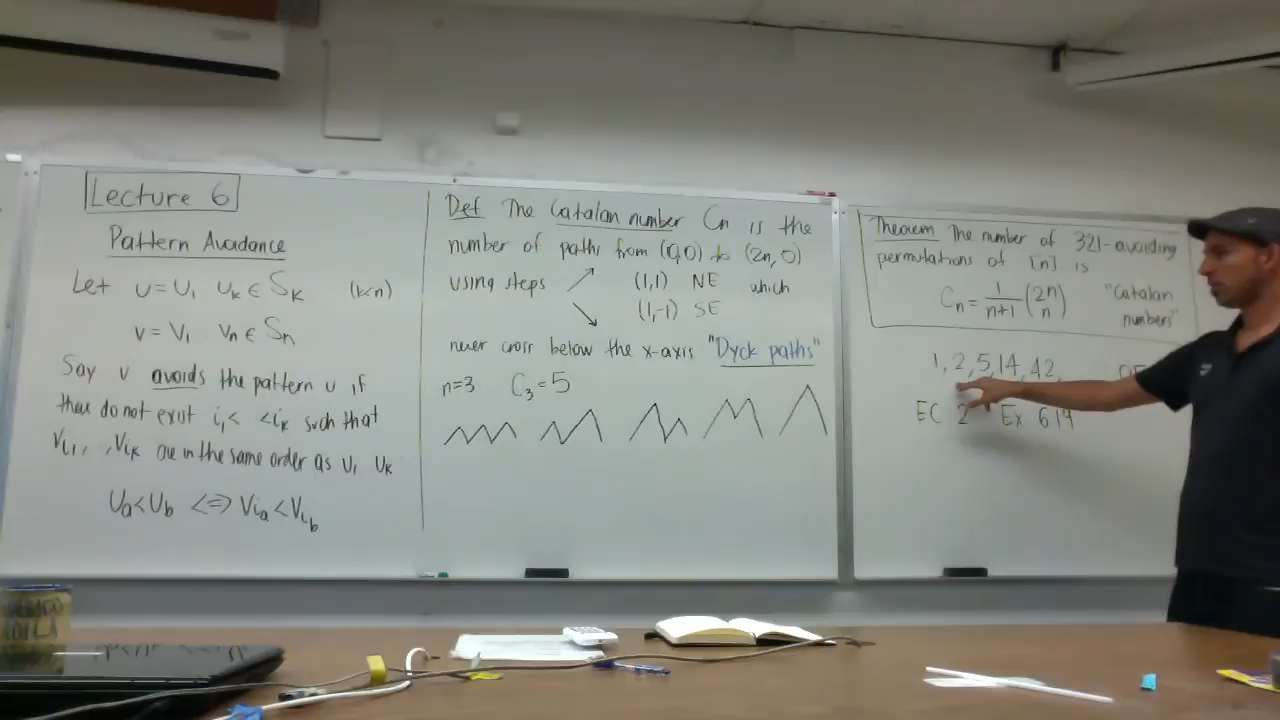 Lecture 6
Pattern Avoidance
Let u = u₁ uₖ ∈ Sₖ (k<n)
v = v₁ vₙ ∈ Sₙ
Say v avoids the pattern u if
there do not exist i₁< <iₖ such that
vᵢ₁, ,vᵢₖ are in the same order as u₁ uₖ
uₐ<u_b <=> v_{i_a}<v_{i_b}
Def The Catalan number Cn is the
number of paths from (0,0) to (2n,0)
using steps (1,1) NE which
(1,-1) SE
never cross below the x-axis "Dyck paths"
n=3 C₃=5
Theorem The number of 321-avoiding
permutations of [n] is
Cn = 1/(n+1) (2n n) "Catalan
numbers"
1, 2, 5, 14, 42,
EC 2 Ex 6 19